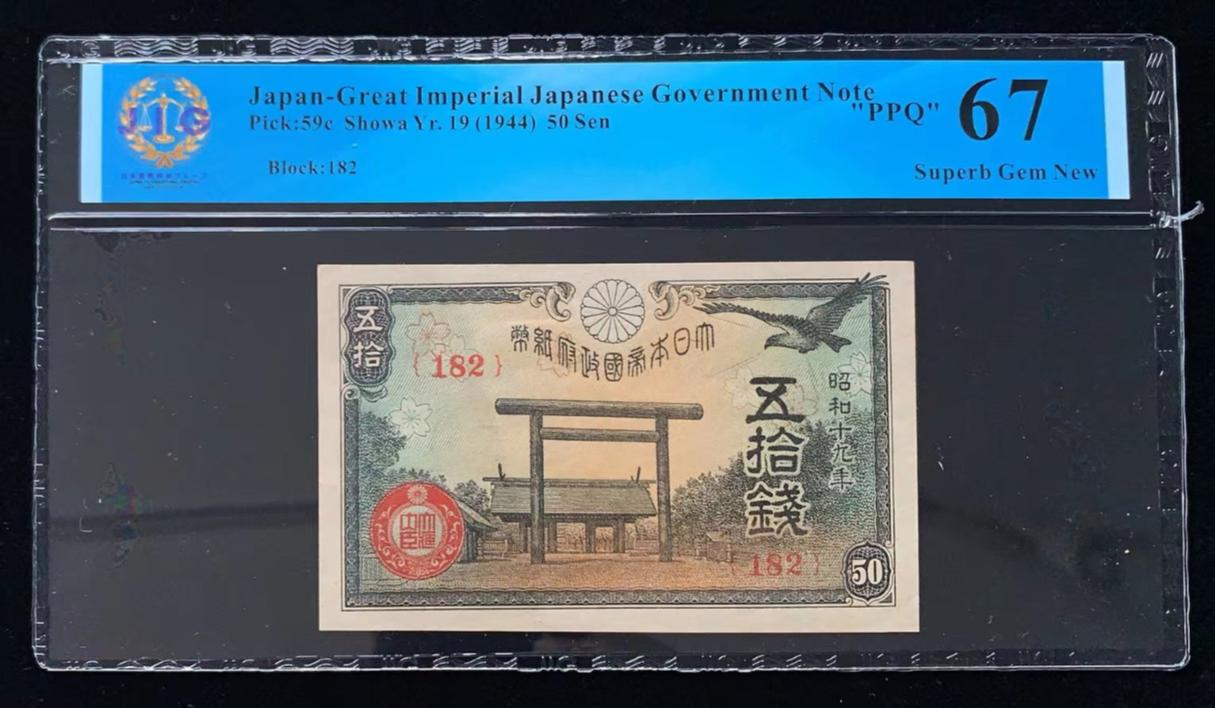 JIG
Japan-Great Imperial Japanese Government Note
Pick:59c Showa Yr. 19 (1944) 50 Sen
Block:182
"PPQ" 67
Superb Gem New
五拾
大日本帝國政府紙幣
{182}
昭和十九年
五拾錢
{182}
50